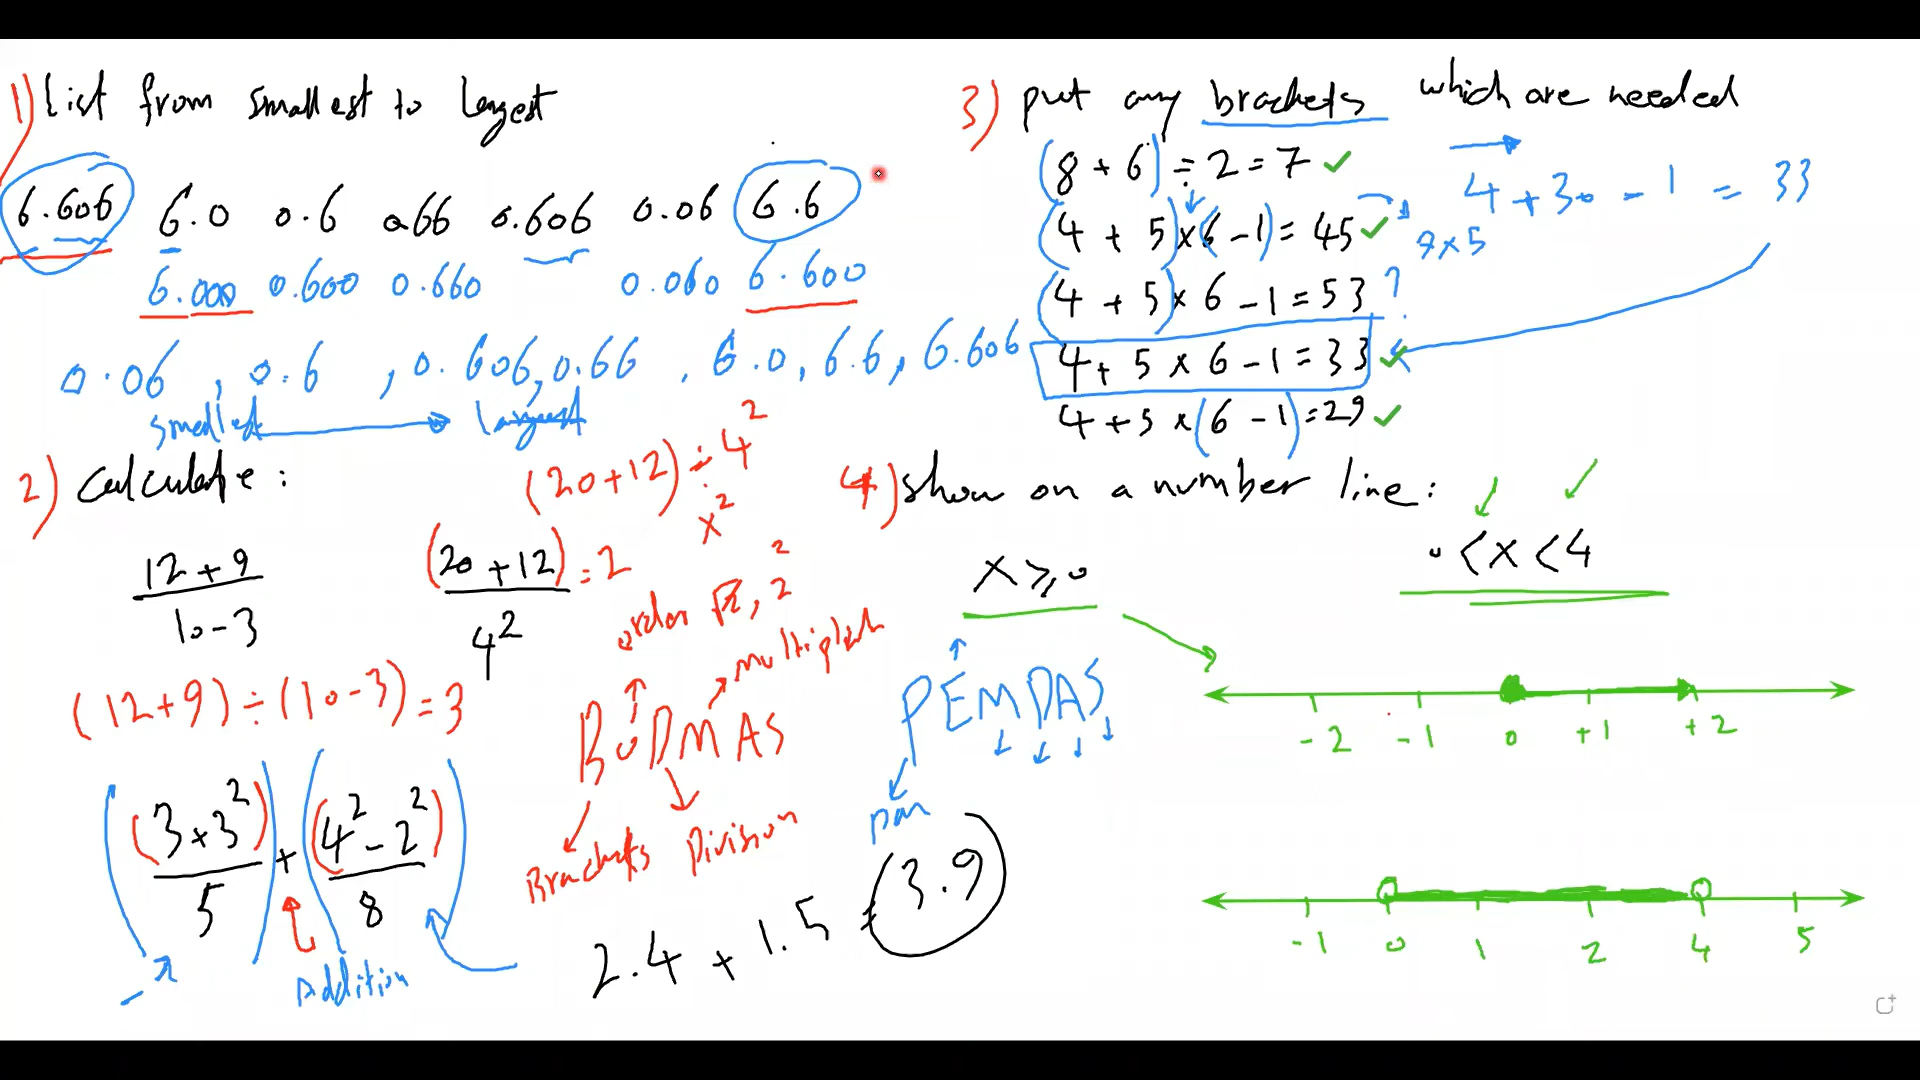 1) List from smallest to largest
6.606 6.0 0.6 0.66 0.606 0.06 6.6
6.000 0.600 0.660 0.060 6.600
0.06 , 0.6 , 0.606, 0.66 , 6.0, 6.6, 6.606
smallest largest
2) Calculate :
12 + 9
10 - 3
(20+12) ÷ 4²
x²
(20 + 12) = 2
4²
(12+9) ÷ (10-3) = 3
order √2, ²
multiplication
BODMAS
Brackets Division
PEMDAS
par
(3+3²) + (4² - 2²)
5 8
Addition
2.4 + 1.5 = 3.9
3) put any brackets which are needed
(8 + 6) ÷ 2 = 7 ✓
(4 + 5) × (6 - 1) = 45 ✓
9×5
4 + 30 - 1 = 33
(4 + 5) × 6 - 1 = 53 ?
4 + 5 × 6 - 1 = 33 ✓
4 + 5 × (6 - 1) = 29 ✓
4) show on a number line :
x ⩾ 0
0 < x < 4
-2 -1 0 +1 +2
-1 0 1 2 4 5